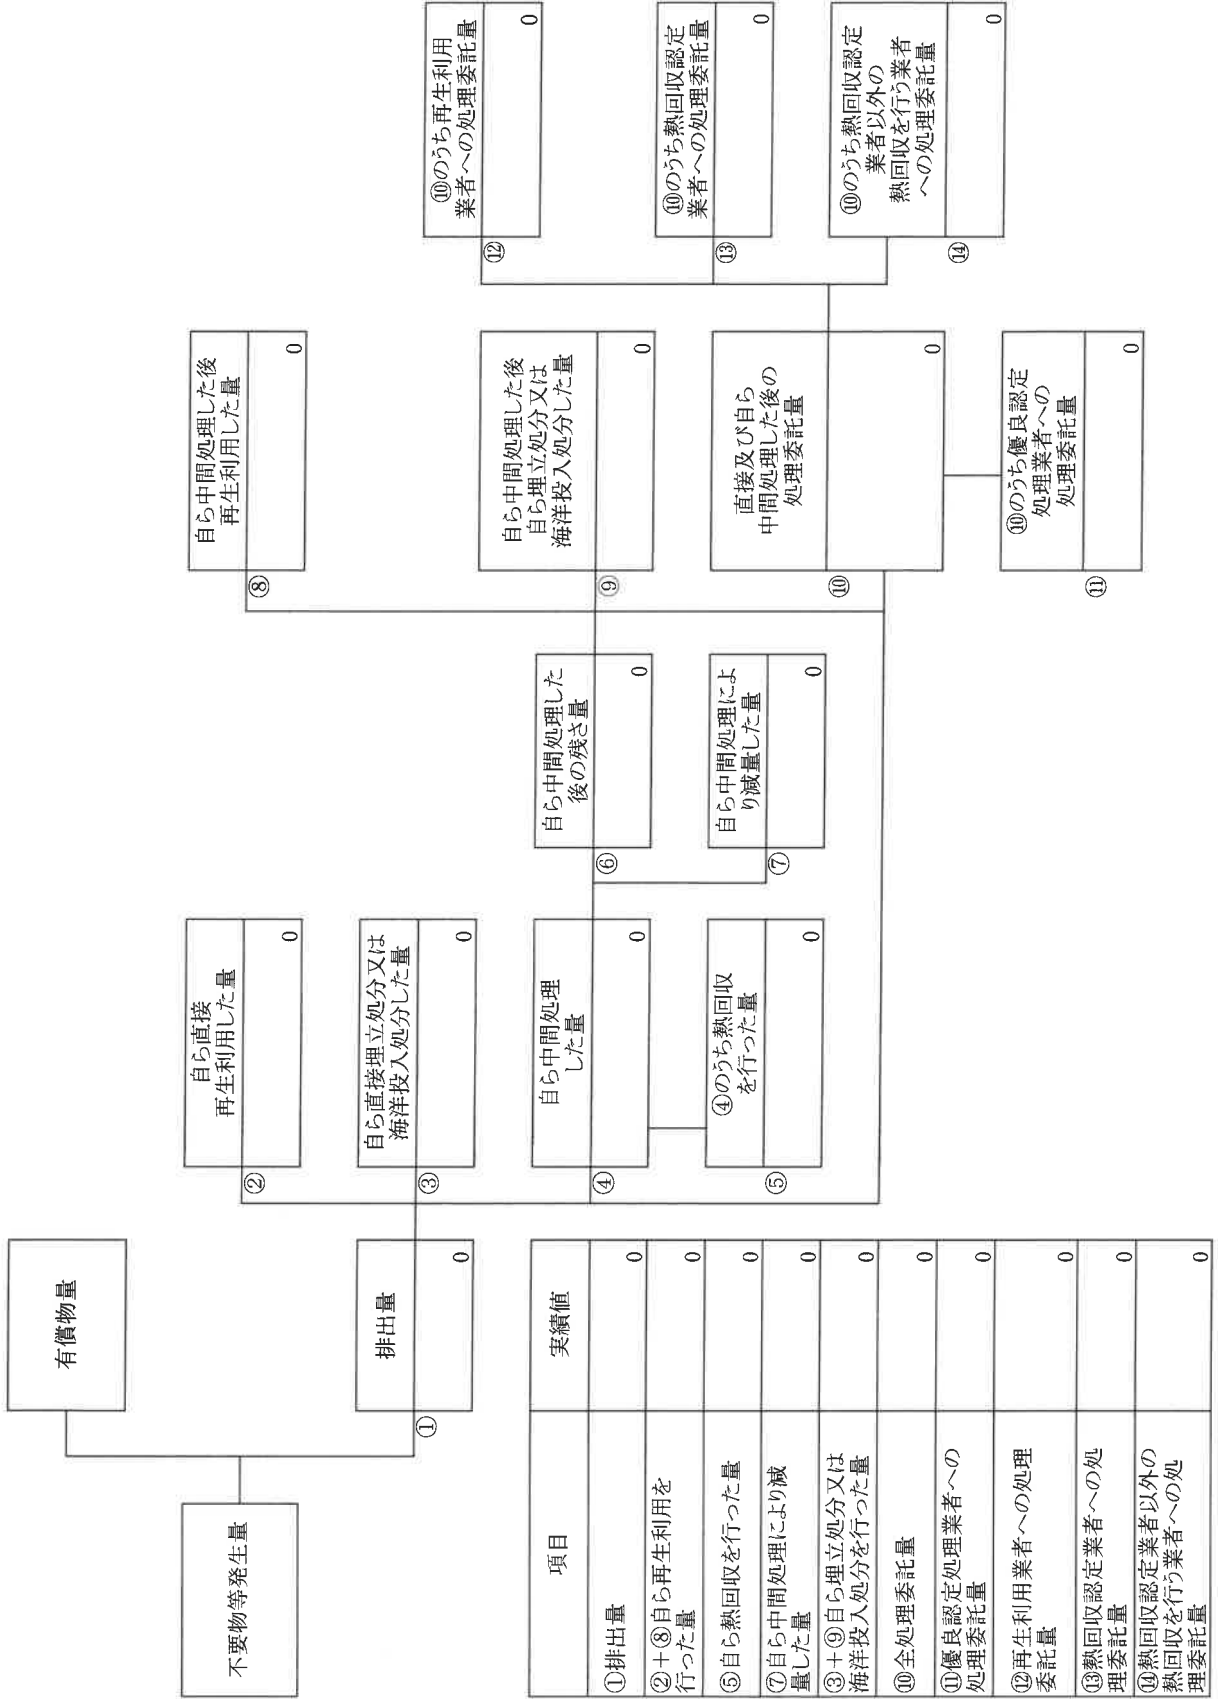 不要物等発生量
有償物量
①
排出量
0
②
自ら直接
再生利用した量
0
③
自ら直接埋立処分又は
海洋投入処分した量
0
④
自ら中間処理
した量
0
⑤
④のうち熱回収
を行った量
0
⑥
自ら中間処理した
後の残さ量
0
⑦
自ら中間処理によ
り減量した量
0
⑧
自ら中間処理した後
再生利用した量
0
⑨
自ら中間処理した後
自ら埋立処分又は
海洋投入処分した量
0
⑩
直接及び自ら
中間処理した後の
処理委託量
0
⑪
⑩のうち優良認定
処理業者への
処理委託量
0
⑫
⑩のうち再生利用
業者への処理委託量
0
⑬
⑩のうち熱回収認定
業者への処理委託量
0
⑭
⑩のうち熱回収認定
業者以外の
熱回収を行う業者
への処理委託量
0
項目 実績値
①排出量 0
②+⑧自ら再生利用を
行った量 0
⑤自ら熱回収を行った量 0
⑦自ら中間処理により減
量した量 0
③+⑨自ら埋立処分又は
海洋投入処分を行った量 0
⑩全処理委託量 0
⑪優良認定処理業者への
処理委託量 0
⑫再生利用業者への処理
委託量 0
⑬熱回収認定業者への処
理委託量 0
⑭熱回収認定業者以外の
熱回収を行う業者への処
理委託量 0